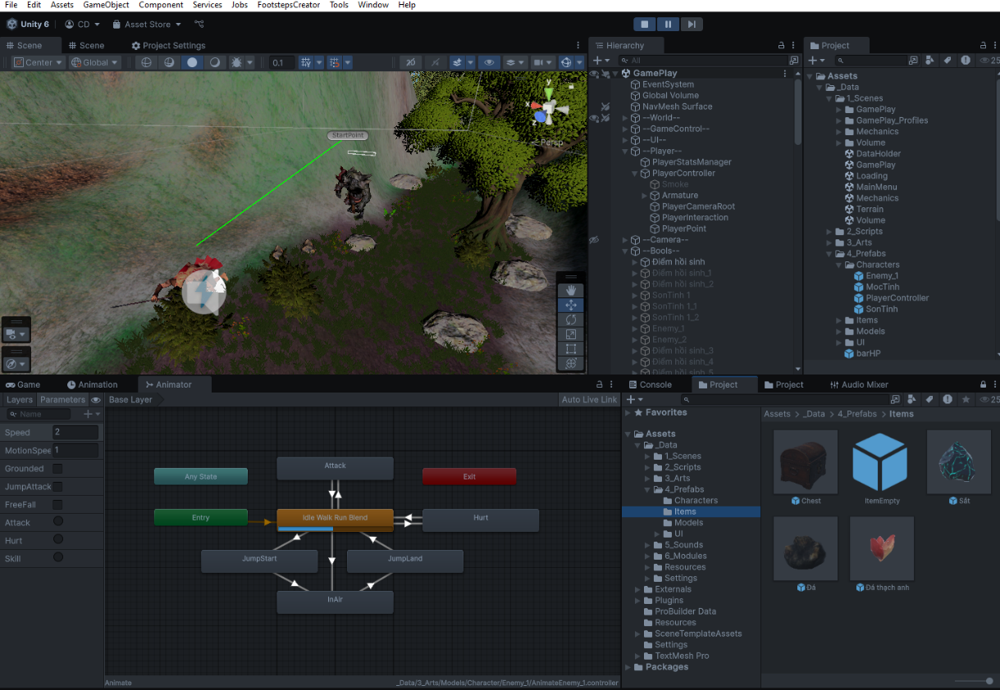 File Edit Assets GameObject Component Services Jobs FootstepsCreator Tools Window Help
Unity 6 CD Asset Store
Scene Scene Project Settings
Center Global 0.1 2D
StartPoint
y
x
z
Persp
Hierarchy
All
GamePlay
EventSystem
Global Volume
NavMesh Surface
--World--
--GameControl--
--UI--
--Player--
PlayerStatsManager
PlayerController
Smoke
Armature
PlayerCameraRoot
PlayerInteraction
PlayerPoint
--Camera--
--Bools--
Điểm hồi sinh
Điểm hồi sinh_1
Điểm hồi sinh_2
SonTinh 1
SonTinh 1_1
SonTinh 1_2
Enemy_1
Enemy_2
Điểm hồi sinh_3
Điểm hồi sinh_4
Điểm hồi sinh_5
Project
25
Assets
_Data
1_Scenes
GamePlay
GamePlay_Profiles
Mechanics
Volume
DataHolder
GamePlay
Loading
MainMenu
Mechanics
Terrain
Volume
2_Scripts
3_Arts
4_Prefabs
Characters
Enemy_1
MocTinh
PlayerController
SonTinh
Items
Models
UI
barHP
Game Animation Animator
Layers Parameters Base Layer Auto Live Link
Name
Speed 2
MotionSpee 1
Grounded
JumpAttack
FreeFall
Attack
Hurt
Skill
Attack
Any State
Exit
Entry
Idle Walk Run Blend
Hurt
JumpStart
JumpLand
InAir
Animate
_Data/3_Arts/Models/Character/Enemy_1/AnimateEnemy_1.controller
Console Project Project Audio Mixer
25
Favorites
Assets
_Data
1_Scenes
2_Scripts
3_Arts
4_Prefabs
Characters
Items
Models
UI
5_Sounds
6_Modules
Resources
Settings
Externals
Plugins
ProBuilder Data
Resources
SceneTemplateAssets
Settings
TextMesh Pro
Packages
Assets > _Data > 4_Prefabs > Items
Chest
ItemEmpty
Sắt
Đá
Đá thạch anh